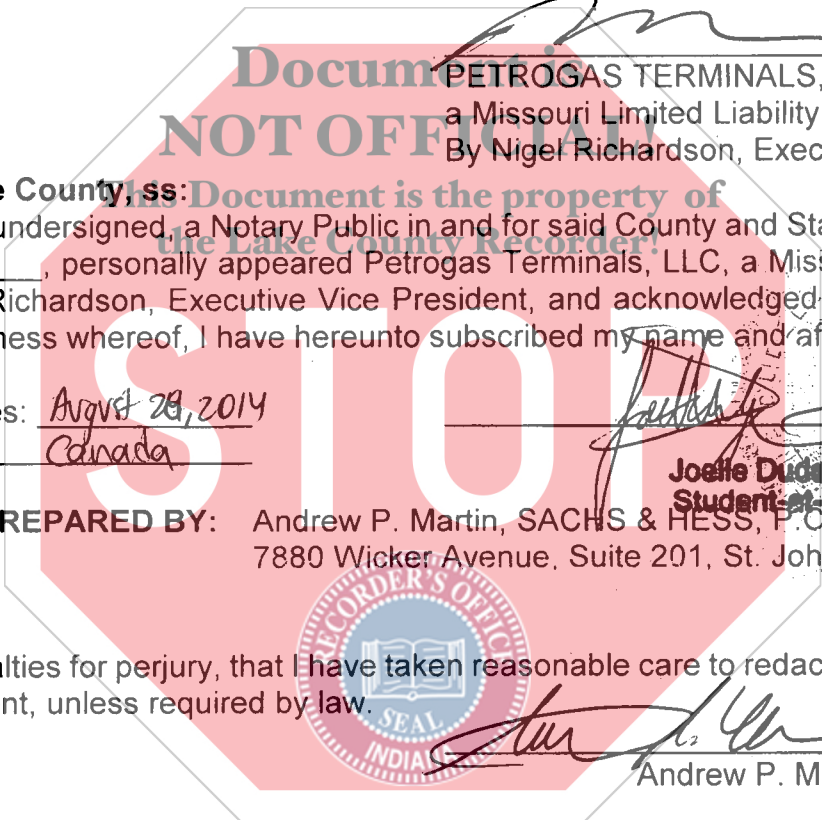 Document is
PETROGAS TERMINALS,
NOT OFFICIAL!
a Missouri Limited Liability
By Nigel Richardson, Exec
e County, ss:
This Document is the property of
undersigned, a Notary Public in and for said County and Sta
the Lake County Recorder!
, personally appeared Petrogas Terminals, LLC, a Miss
Richardson, Executive Vice President, and acknowledged
ness whereof, I have hereunto subscribed my name and af
STOP
es: August 28, 2014
Canada
Joelle Dude
Student-at-
REPARED BY: Andrew P. Martin, SACHS & HESS, P.C
7880 Wicker Avenue, Suite 201, St. Joh
RECORDER'S OFFICE
SEAL
INDIANA
alties for perjury, that I have taken reasonable care to redac
nt, unless required by law.
Andrew P. M